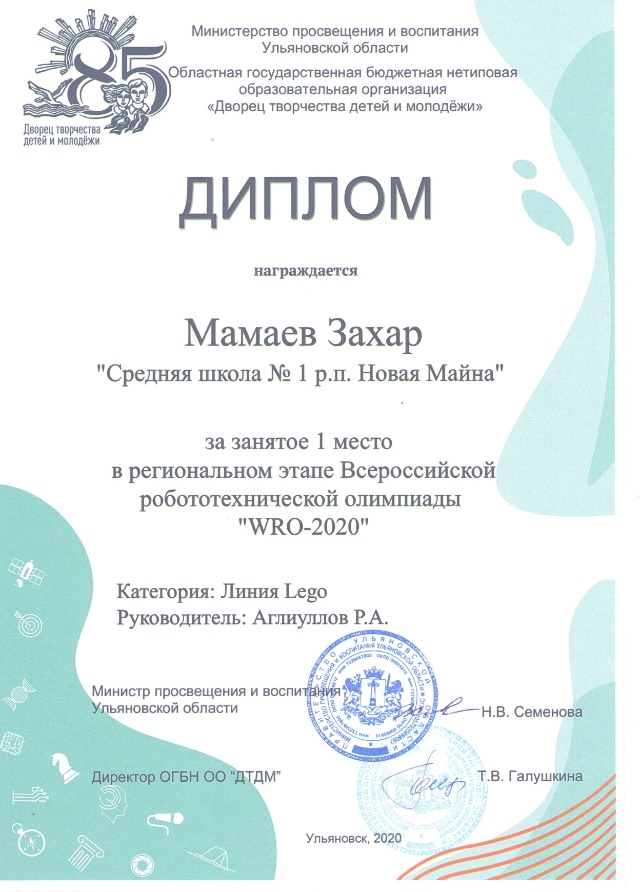 Министерство просвещения и воспитания
Ульяновской области
Областная государственная бюджетная нетиповая
образовательная организация
«Дворец творчества детей и молодёжи»
85
Дворец творчества
детей и молодёжи
ДИПЛОМ
награждается
Мамаев Захар
"Средняя школа № 1 р.п. Новая Майна"
за занятое 1 место
в региональном этапе Всероссийской
робототехнической олимпиады
"WRO-2020"
Категория: Линия Lego
Руководитель: Аглиуллов Р.А.
Министр просвещения и воспитания
Ульяновской области
Н.В. Семенова
Директор ОГБН ОО "ДТДМ"
Т.В. Галушкина
Ульяновск, 2020